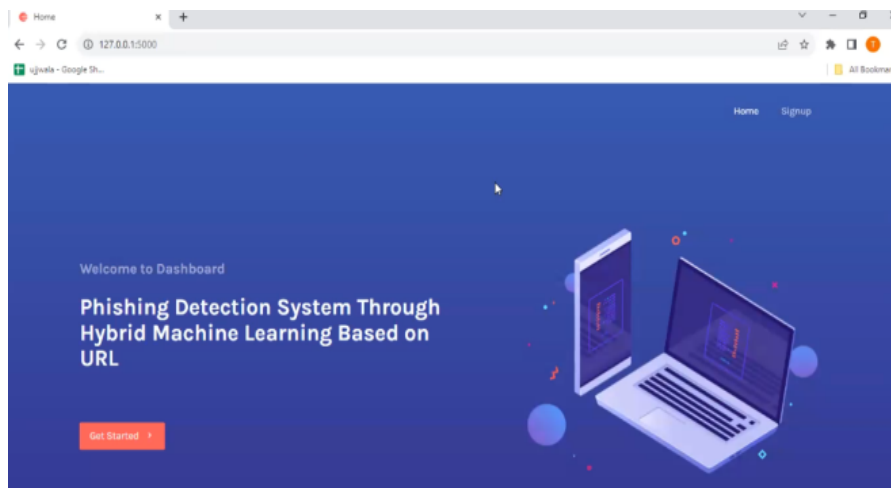 Home
127.0.0.1:5000
ujjwala - Google Sh...
All Bookmar
Home Signup
Welcome to Dashboard
Phishing Detection System Through
Hybrid Machine Learning Based on
URL
Get Started